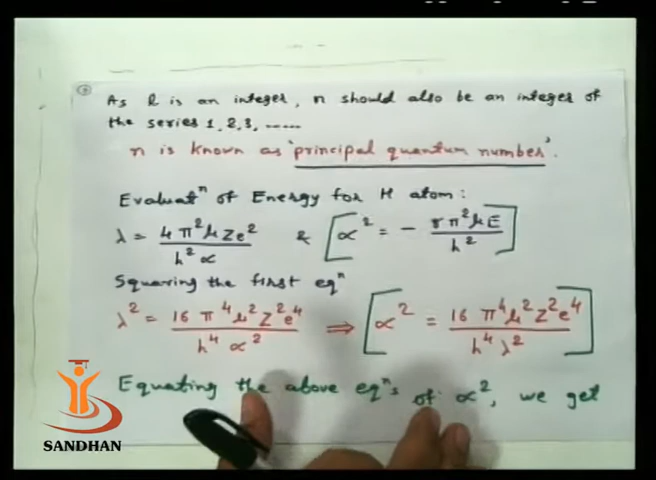 As l is an integer, n should also be an integer of
the series 1, 2, 3, ......
n is known as 'principal quantum number'.
Evaluatⁿ of Energy for H atom :
λ = 4π²μZe² / h²α & [α² = - 8π²μE / h²]
Squaring the first eqⁿ
λ² = 16π⁴μ²Z²e⁴ / h⁴α² ⇒ [α² = 16π⁴μ²Z²e⁴ / h⁴λ²]
Equating the above eqⁿs of α², we get
SANDHAN